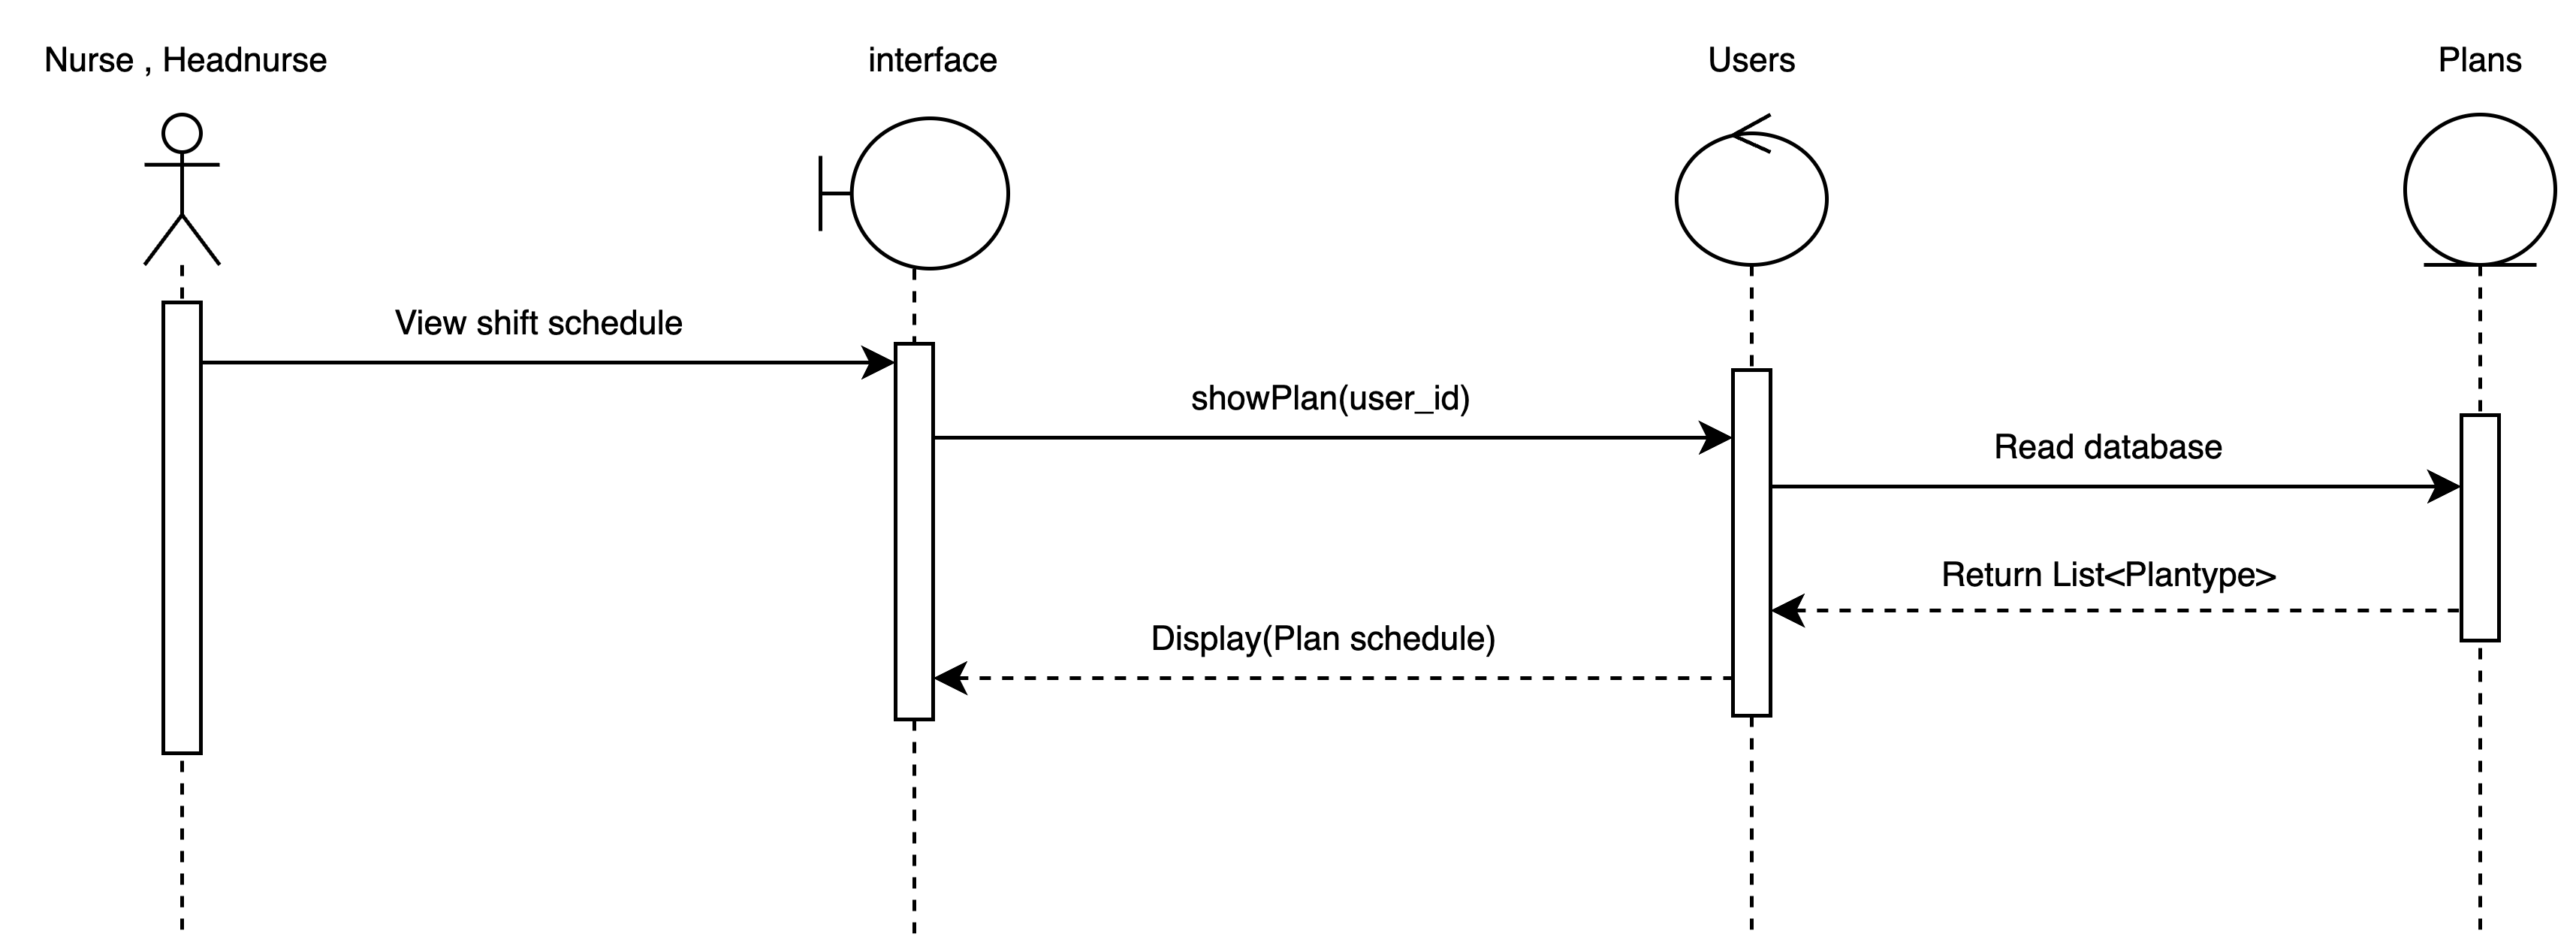 Nurse , Headnurse
interface
Users
Plans
View shift schedule
showPlan(user_id)
Read database
Return List<Plantype>
Display(Plan schedule)